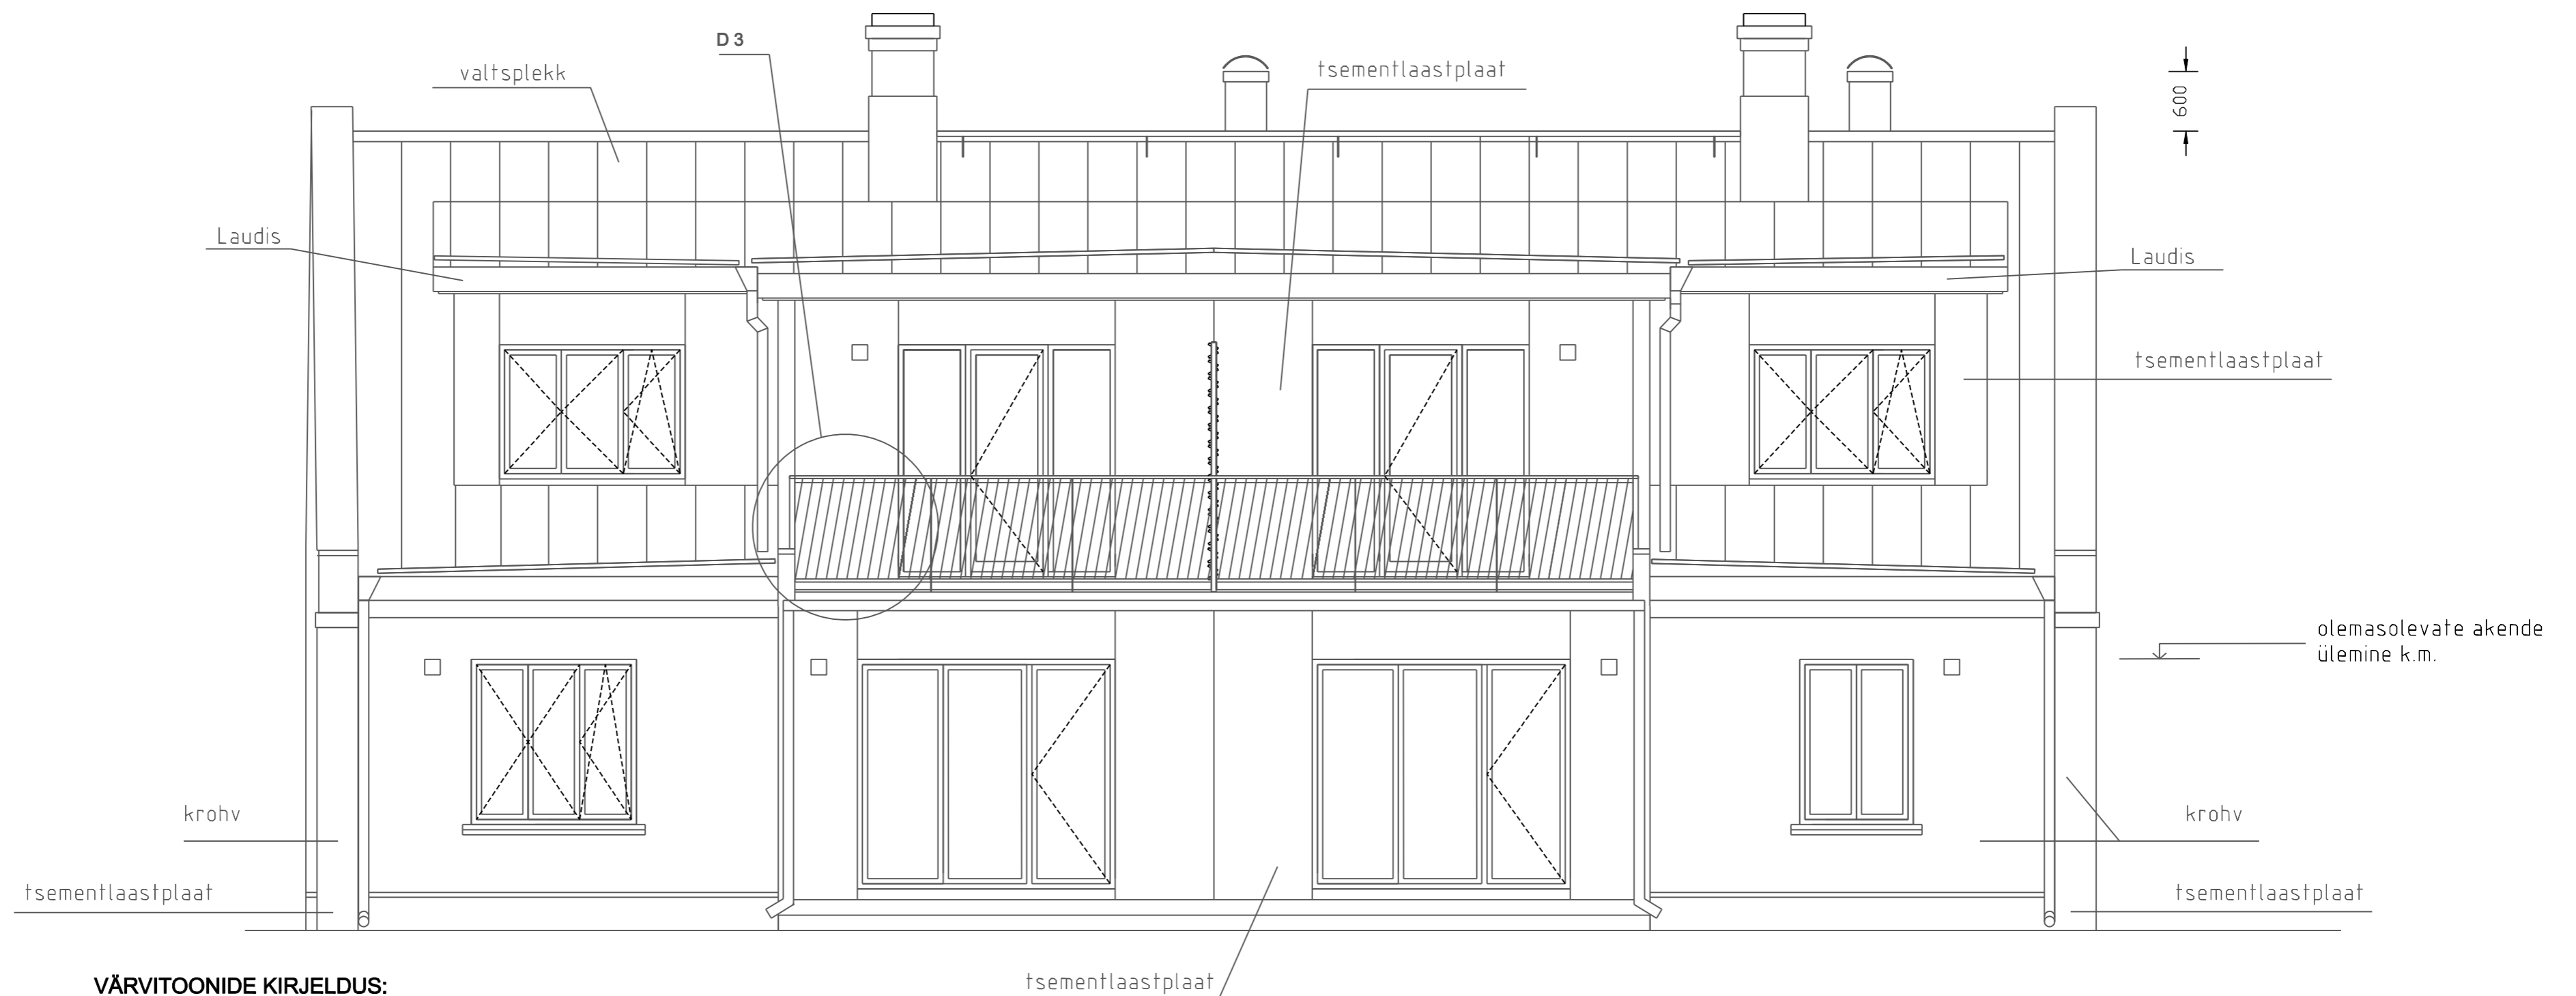 D 3
valtsplekk
tsementlaastplaat
600
Laudis
Laudis
tsementlaastplaat
olemasolevate akende
ülemine k.m.
krohv
krohv
tsementlaastplaat
tsementlaastplaat
tsementlaastplaat
VÄRVITOONIDE KIRJELDUS: